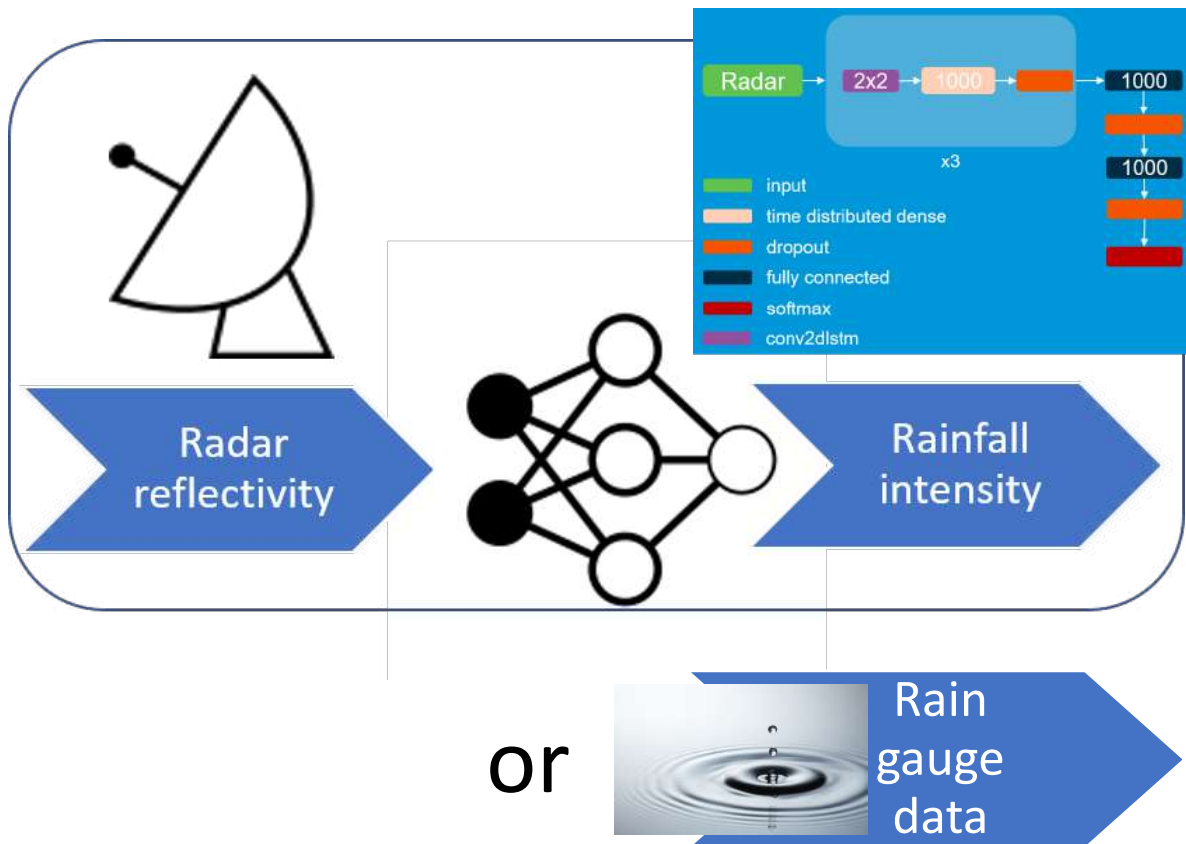 Radar
2x2
1000
1000
x3
1000
input
time distributed dense
dropout
fully connected
softmax
conv2dlstm
Radar
reflectivity
Rainfall
intensity
or
Rain
gauge
data